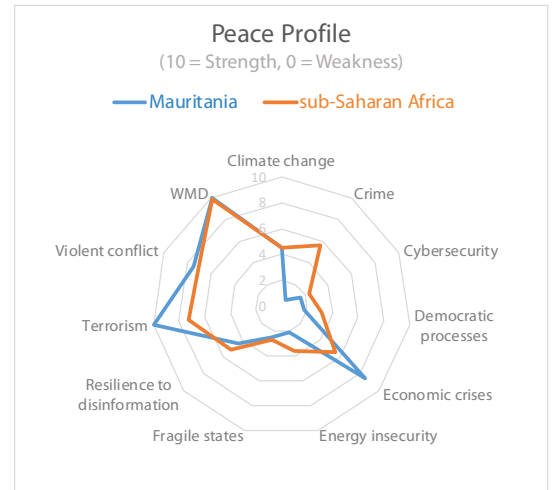 Peace Profile
(10 = Strength, 0 = Weakness)
Mauritania sub-Saharan Africa
Climate change
10
8
6
4
2
0
Crime
Cybersecurity
Democratic
processes
Economic crises
Energy insecurity
Fragile states
Resilience to
disinformation
Terrorism
Violent conflict
WMD